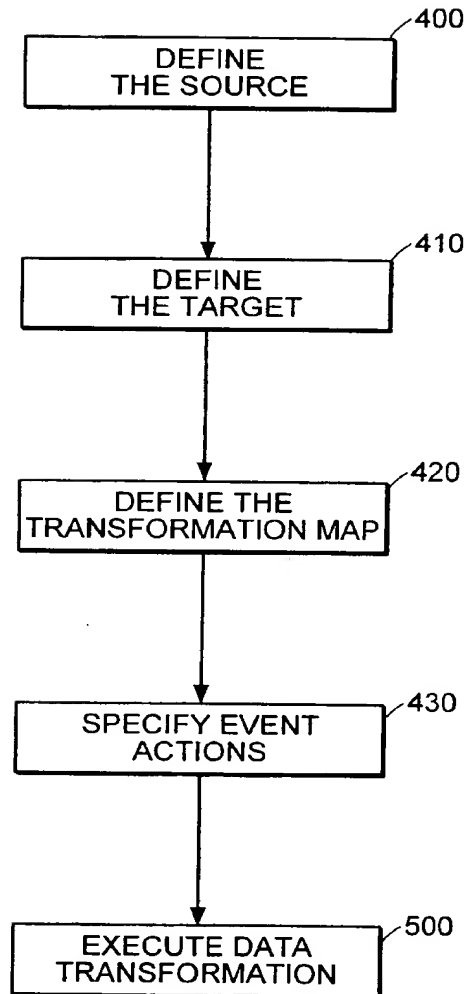 400
DEFINE
THE SOURCE
410
DEFINE
THE TARGET
420
DEFINE THE
TRANSFORMATION MAP
430
SPECIFY EVENT
ACTIONS
500
EXECUTE DATA
TRANSFORMATION